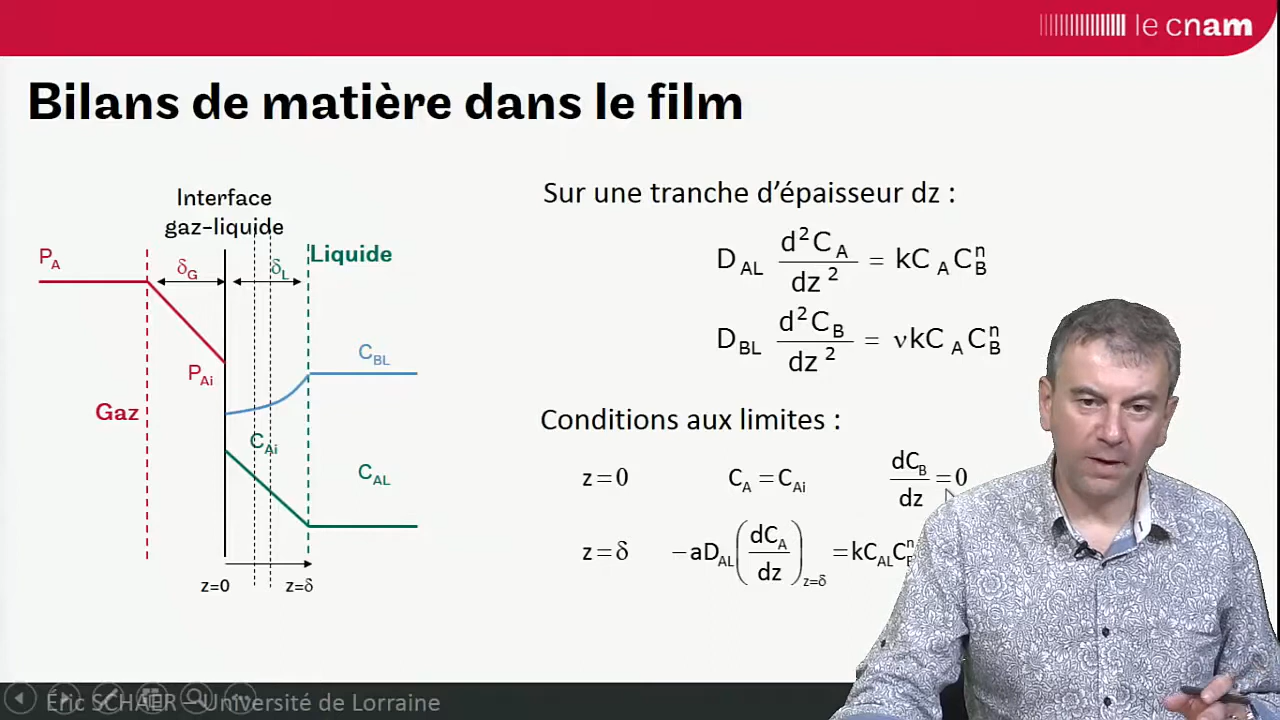 le cnam
Bilans de matière dans le film
Interface
gaz-liquide
P_A
δ_G
δ_L
Liquide
P_Ai
C_BL
Gaz
C_Ai
C_AL
z=0
z=δ
Sur une tranche d’épaisseur dz :
D_AL d²C_A / dz² = kC_A C_B^n
D_BL d²C_B / dz² = νkC_A C_B^n
Conditions aux limites :
z = 0 C_A = C_Ai dC_B / dz = 0
z = δ −aD_AL (dC_A / dz)_z=δ = kC_AL C
Éric SCHAER – Université de Lorraine